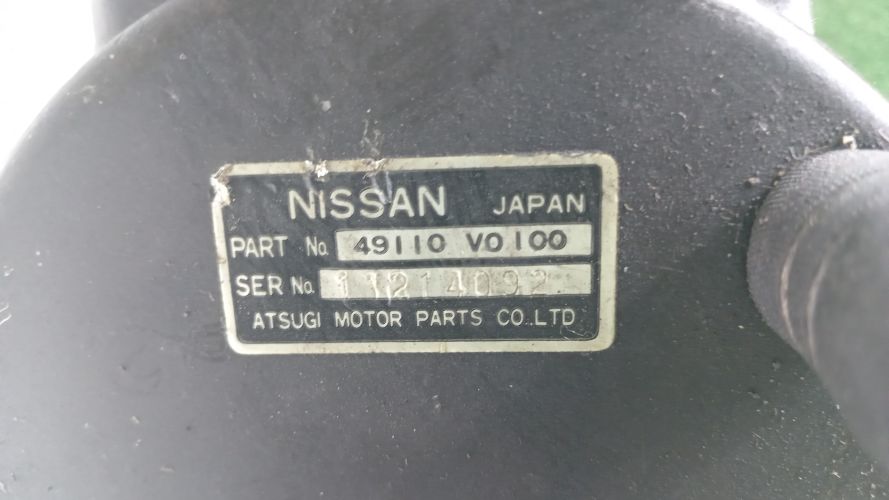 NISSAN JAPAN
PART No. 49110 V0100
SER No. 11214092
ATSUGI MOTOR PARTS CO.,LTD